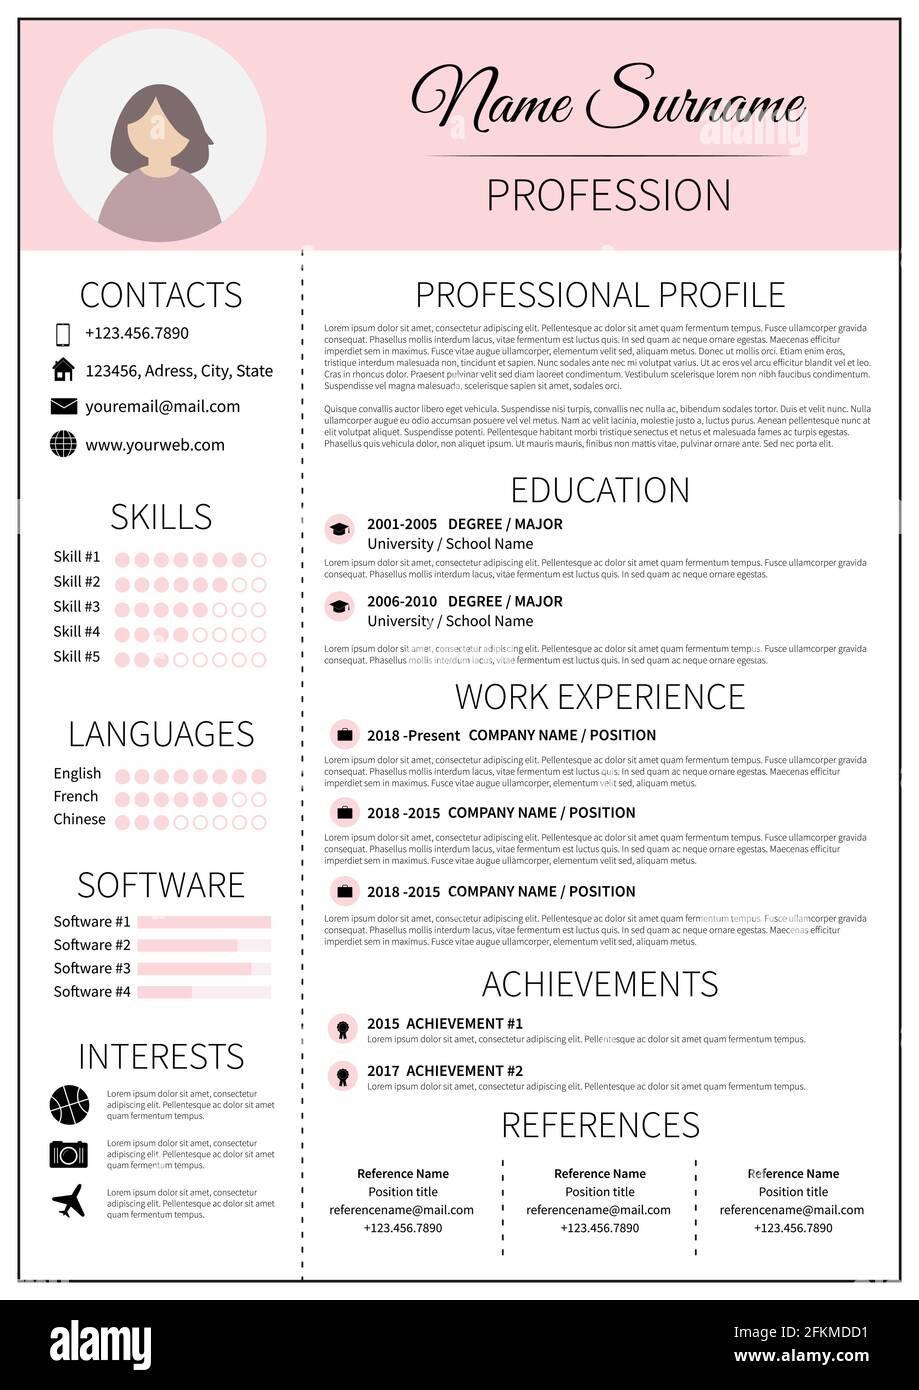 Name Surname
PROFESSION
CONTACTS
+123.456.7890
123456, Adress, City, State
youremail@mail.com
www.yourweb.com
SKILLS
Skill #1
Skill #2
Skill #3
Skill #4
Skill #5
LANGUAGES
English
French
Chinese
SOFTWARE
Software #1
Software #2
Software #3
Software #4
INTERESTS
Lorem ipsum dolor sit amet, consectetur
adipiscing elit. Pellentesque ac dolor sit amet
quam fermentum tempus.
Lorem ipsum dolor sit amet, consectetur
adipiscing elit. Pellentesque ac dolor sit amet
quam fermentum tempus.
Lorem ipsum dolor sit amet, consectetur
adipiscing elit. Pellentesque ac dolor sit amet
quam fermentum tempus.
PROFESSIONAL PROFILE
Lorem ipsum dolor sit amet, consectetur adipiscing elit. Pellentesque ac dolor sit amet quam fermentum tempus. Fusce ullamcorper gravida
consequat. Phasellus mollis interdum lacus, vitae fermentum est luctus quis. In sed quam ac neque ornare egestas. Maecenas efficitur
imperdiet sem in maximus. Fusce vitae augue ullamcorper, elementum velit sed, aliquam metus. Donec ut mollis orci. Etiam enim eros,
tristique interdum malesuada non, tincidunt et sapien. Nunc sodales ante nec mi volutpat varius. Ut ac eros vel arcu efficitur blandit vel et leo.
Cras in rhoncus dolor. Praesent pulvinar velit sed diam laoreet condimentum. Vestibulum scelerisque lorem non nibh faucibus condimentum.
Suspendisse vel magna malesuada, scelerisque sapien sit amet, sodales orci.
Quisque convallis auctor libero eget vehicula. Suspendisse nisi turpis, convallis nec nulla ac, bibendum sodales tortor. Duis et velit nunc. Nulla
ullamcorper augue eu odio accumsan posuere vel vel metus. Nam ac velit lacinia, molestie justo a, luctus purus. Aenean pellentesque nunc at
elit volutpat aliquet. Suspendisse potenti. Pellentesque habitant morbi tristique senectus et netus et malesuada fames ac turpis egestas.
Phasellus quis vehicula dolor, non aliquet ipsum. Ut mauris mauris, finibus non mattis vitae, pulvinar ornare ante. Sed nec porta elit.
EDUCATION
2001-2005 DEGREE / MAJOR
University / School Name
Lorem ipsum dolor sit amet, consectetur adipiscing elit. Pellentesque ac dolor sit amet quam fermentum tempus. Fusce ullamcorper gravida
consequat. Phasellus mollis interdum lacus, vitae fermentum est luctus quis. In sed quam ac neque ornare egestas.
2006-2010 DEGREE / MAJOR
University / School Name
Lorem ipsum dolor sit amet, consectetur adipiscing elit. Pellentesque ac dolor sit amet quam fermentum tempus. Fusce ullamcorper gravida
consequat. Phasellus mollis interdum lacus, vitae fermentum est luctus quis. In sed quam ac neque ornare egestas.
WORK EXPERIENCE
2018 -Present COMPANY NAME / POSITION
Lorem ipsum dolor sit amet, consectetur adipiscing elit. Pellentesque ac dolor sit amet quam fermentum tempus. Fusce ullamcorper gravida
consequat. Phasellus mollis interdum lacus, vitae fermentum est luctus quis. In sed quam ac neque ornare egestas. Maecenas efficitur
imperdiet sem in maximus. Fusce vitae augue ullamcorper, elementum velit sed, aliquam metus.
2018 -2015 COMPANY NAME / POSITION
Lorem ipsum dolor sit amet, consectetur adipiscing elit. Pellentesque ac dolor sit amet quam fermentum tempus. Fusce ullamcorper gravida
consequat. Phasellus mollis interdum lacus, vitae fermentum est luctus quis. In sed quam ac neque ornare egestas. Maecenas efficitur
imperdiet sem in maximus. Fusce vitae augue ullamcorper, elementum velit sed, aliquam metus.
2018 -2015 COMPANY NAME / POSITION
Lorem ipsum dolor sit amet, consectetur adipiscing elit. Pellentesque ac dolor sit amet quam fermentum tempus. Fusce ullamcorper gravida
consequat. Phasellus mollis interdum lacus, vitae fermentum est luctus quis. In sed quam ac neque ornare egestas. Maecenas efficitur
imperdiet sem in maximus. Fusce vitae augue ullamcorper, elementum velit sed, aliquam metus.
ACHIEVEMENTS
2015 ACHIEVEMENT #1
Lorem ipsum dolor sit amet, consectetur adipiscing elit. Pellentesque ac dolor sit amet quam fermentum tempus.
2017 ACHIEVEMENT #2
Lorem ipsum dolor sit amet, consectetur adipiscing elit. Pellentesque ac dolor sit amet quam fermentum tempus.
REFERENCES
Reference Name
Position title
referencename@mail.com
+123.456.7890
Reference Name
Position title
referencename@mail.com
+123.456.7890
Reference Name
Position title
referencename@mail.com
+123.456.7890
alamy
a
a
alamy
Image ID: 2FKMDD1
www.alamy.com